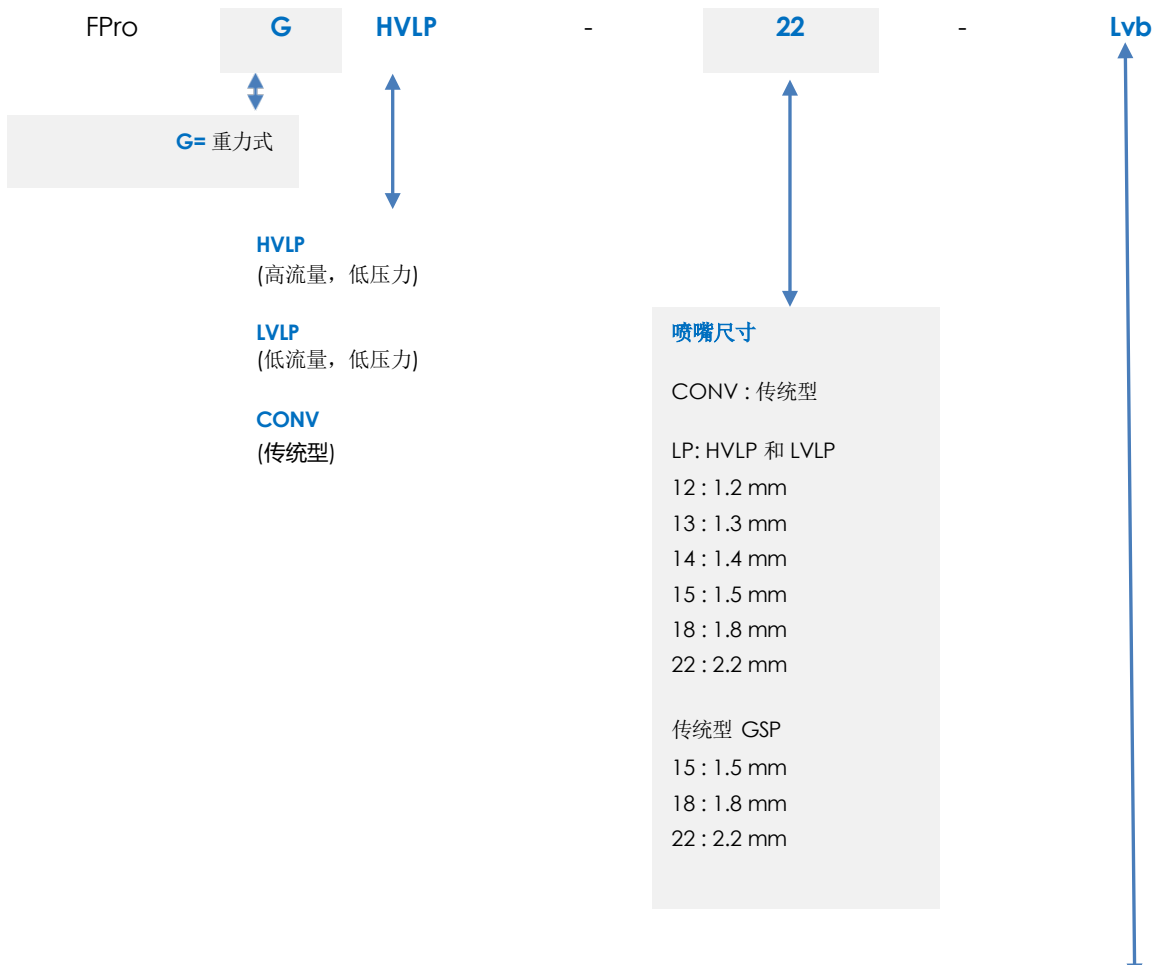 FPro G HVLP - 22 - Lvb
G= 重力式
HVLP
(高流量，低压力)
LVLP
(低流量，低压力)
CONV
(传统型)
喷嘴尺寸
CONV : 传统型
LP: HVLP 和 LVLP
12 : 1.2 mm
13 : 1.3 mm
14 : 1.4 mm
15 : 1.5 mm
18 : 1.8 mm
22 : 2.2 mm
传统型 GSP
15 : 1.5 mm
18 : 1.8 mm
22 : 2.2 mm